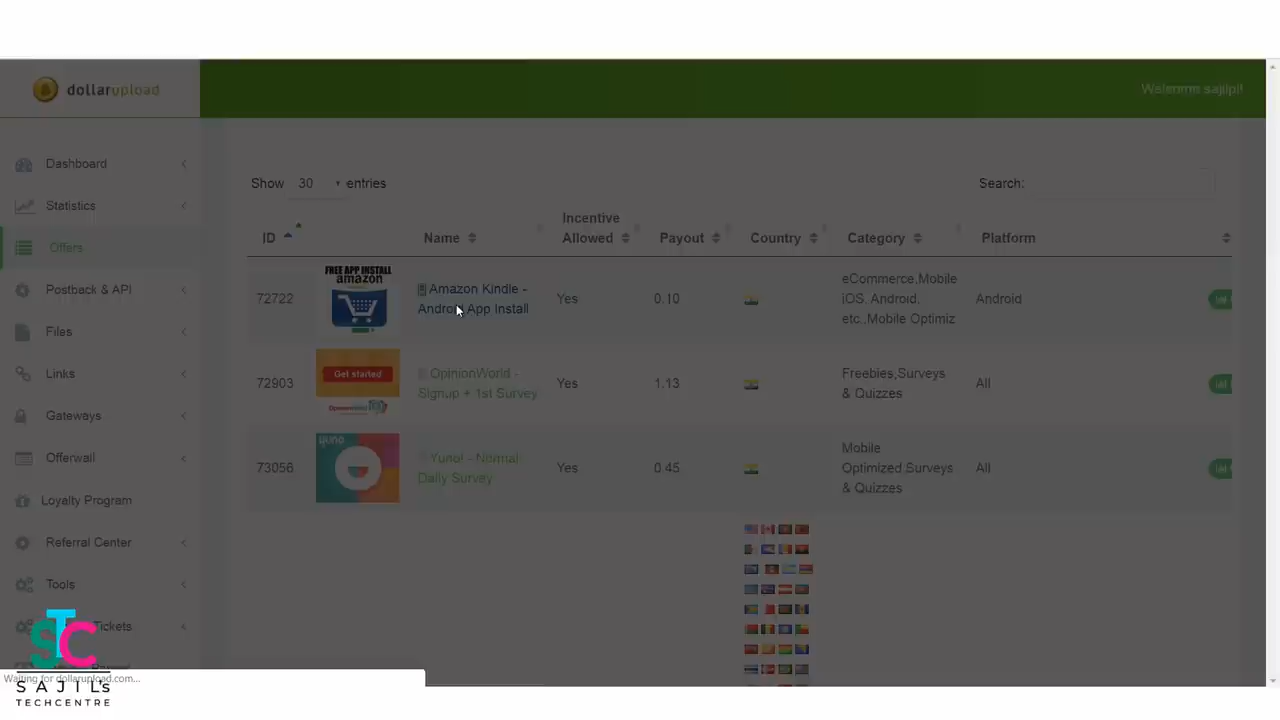 dollarupload
Welcome sajilpl!
Dashboard
Statistics
Offers
Postback & API
Files
Links
Gateways
Offerwall
Loyalty Program
Referral Center
Tools
Tickets
Show 30 entries
Search:
ID
Name
Incentive
Allowed
Payout
Country
Category
Platform
72722
FREE APP INSTALL
amazon
Amazon Kindle -
Android App Install
Yes
0.10
eCommerce,Mobile
iOS, Android,
etc.,Mobile Optimiz
Android
72903
Get started
OpinionWorld
OpinionWorld -
Signup + 1st Survey
Yes
1.13
Freebies,Surveys
& Quizzes
All
73056
yuno
Yuno! - Normal
Daily Survey
Yes
0.45
Mobile
Optimized,Surveys
& Quizzes
All
Waiting for dollarupload.com...
STC
SAJIL's
TECHCENTRE